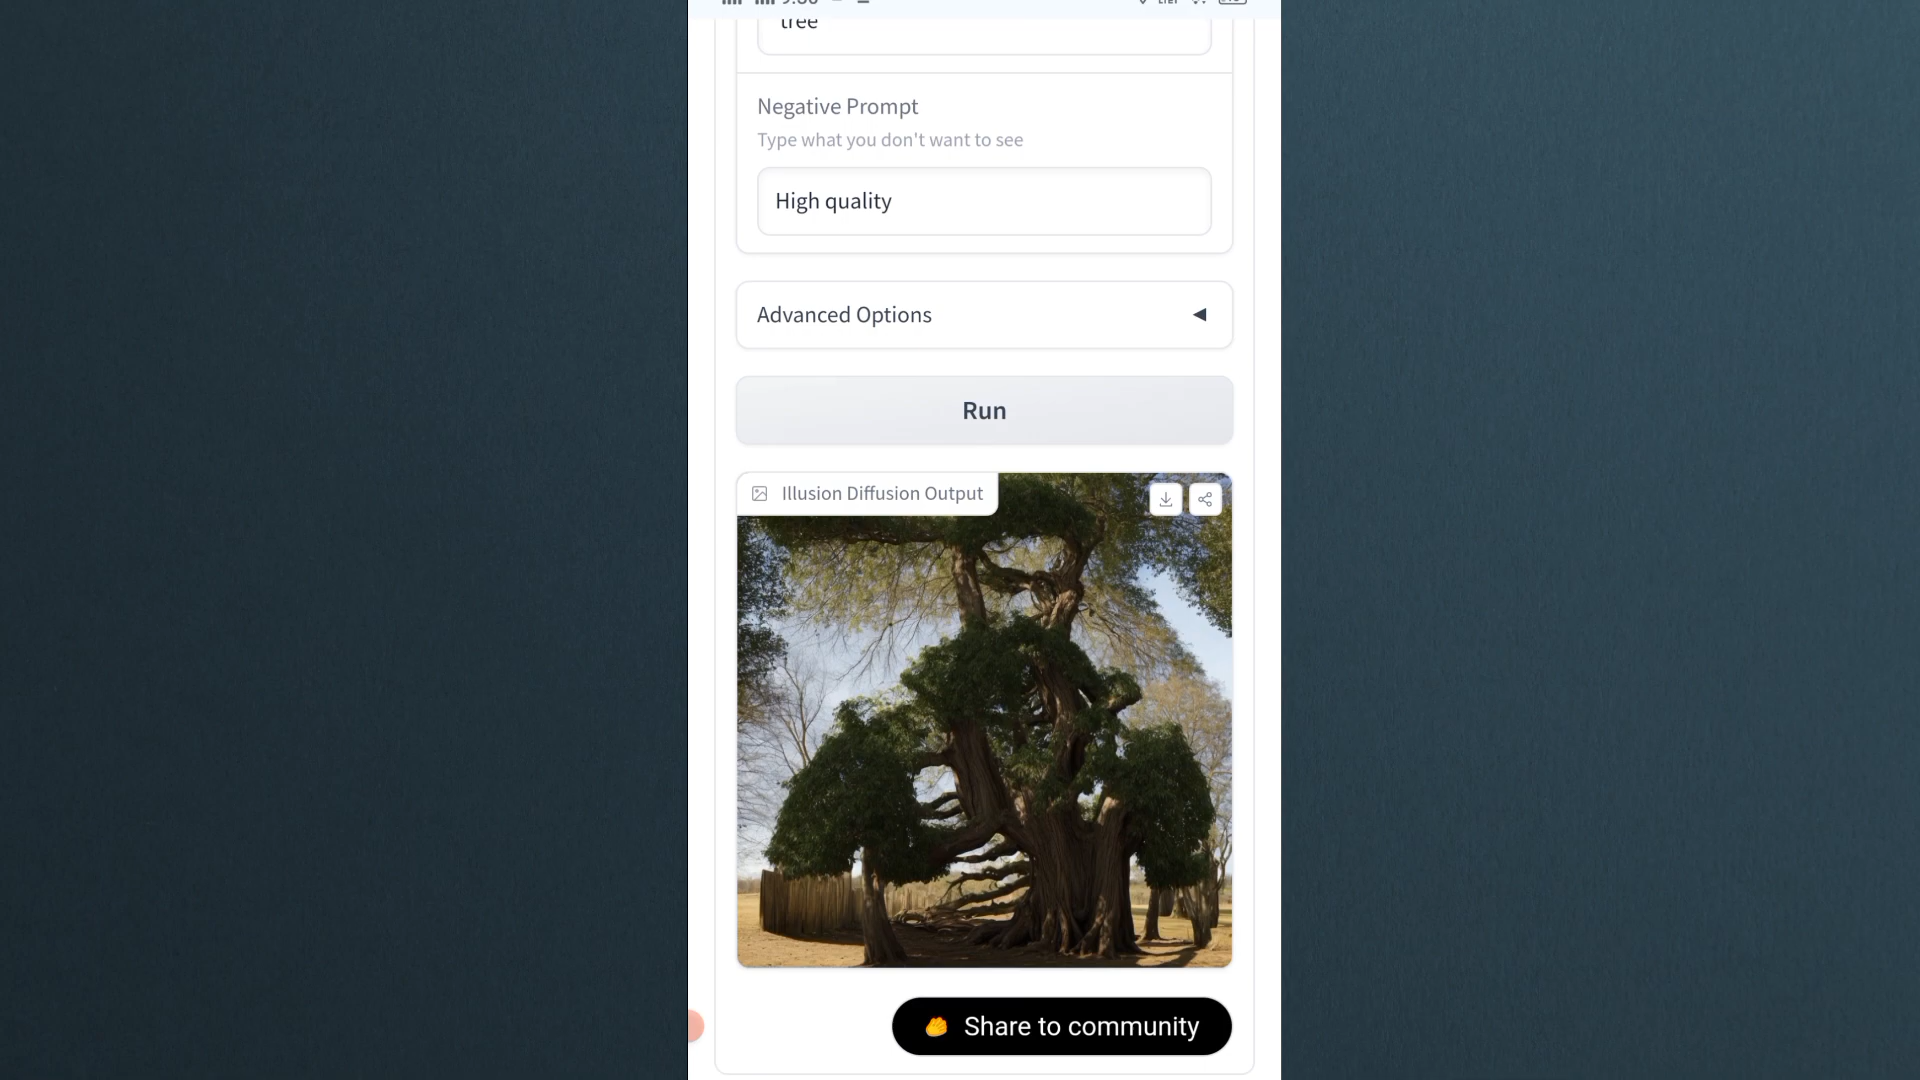 tree
Negative Prompt
Type what you don't want to see
High quality
Advanced Options
Run
Illusion Diffusion Output
Share to community